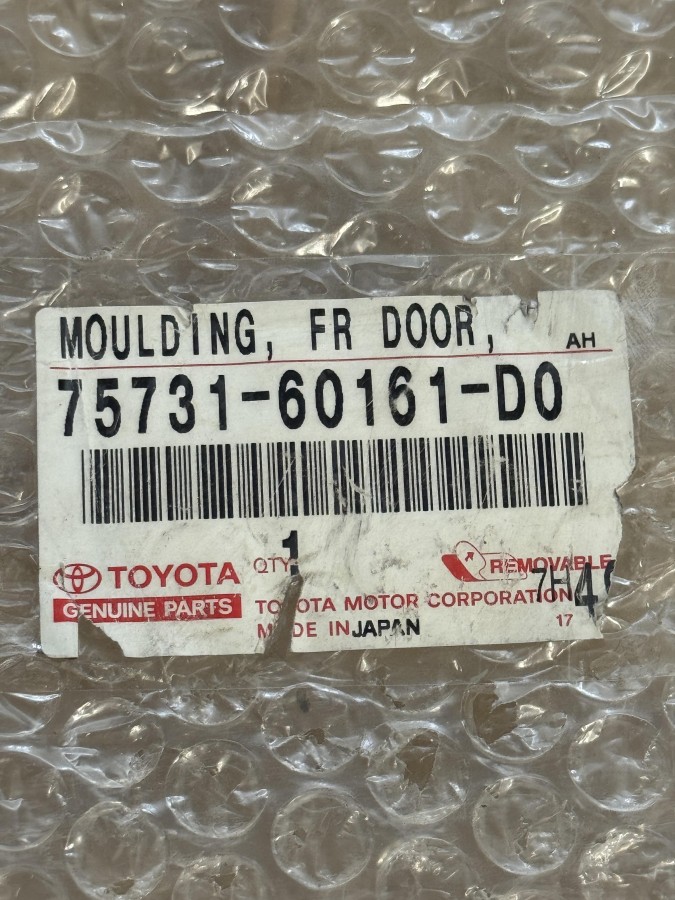 MOULDING, FR DOOR,
AH
75731-60161-D0
QTY 1
TOYOTA
GENUINE PARTS
REMOVABLE
TOYOTA MOTOR CORPORATION
MADE IN JAPAN
17